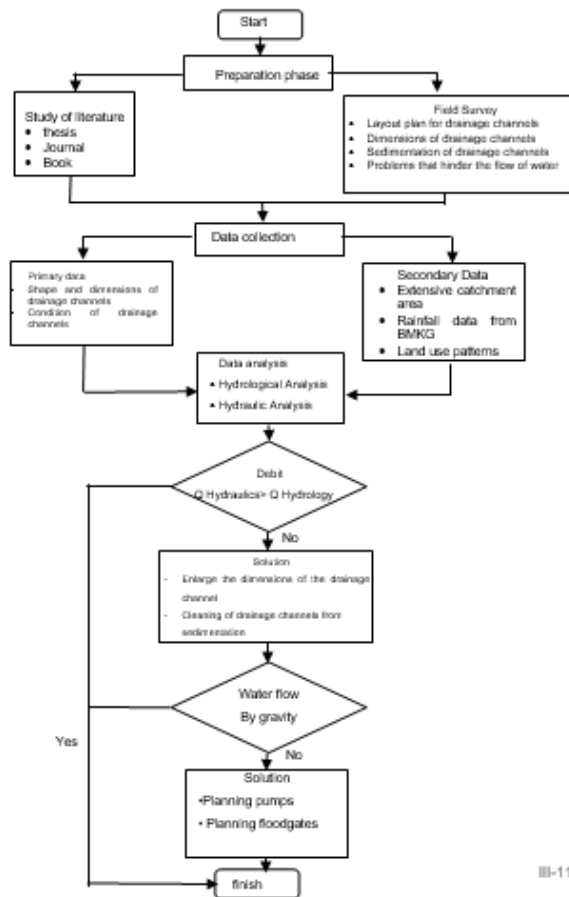 Start
Preparation phase
Study of literature
• thesis
• Journal
• Book
Field Survey
• Layout plan for drainage channels
• Dimensions of drainage channels
• Sedimentation of drainage channels
• Problems that hinder the flow of water
Data collection
Primary data
• Shape and dimensions of
drainage channels
• Condition of drainage
channels
Secondary Data
• Extensive catchment
area
• Rainfall data from
BMKG
• Land use patterns
Data analysis
• Hydrological Analysis
• Hydraulic Analysis
Debit
Q Hydraulics> Q Hydrology
No
Solution
- Enlarge the dimensions of the drainage
channel
- Cleaning of drainage channels from
sedimentation
Water flow
By gravity
Yes
No
Solution
•Planning pumps
• Planning floodgates
finish
III-11